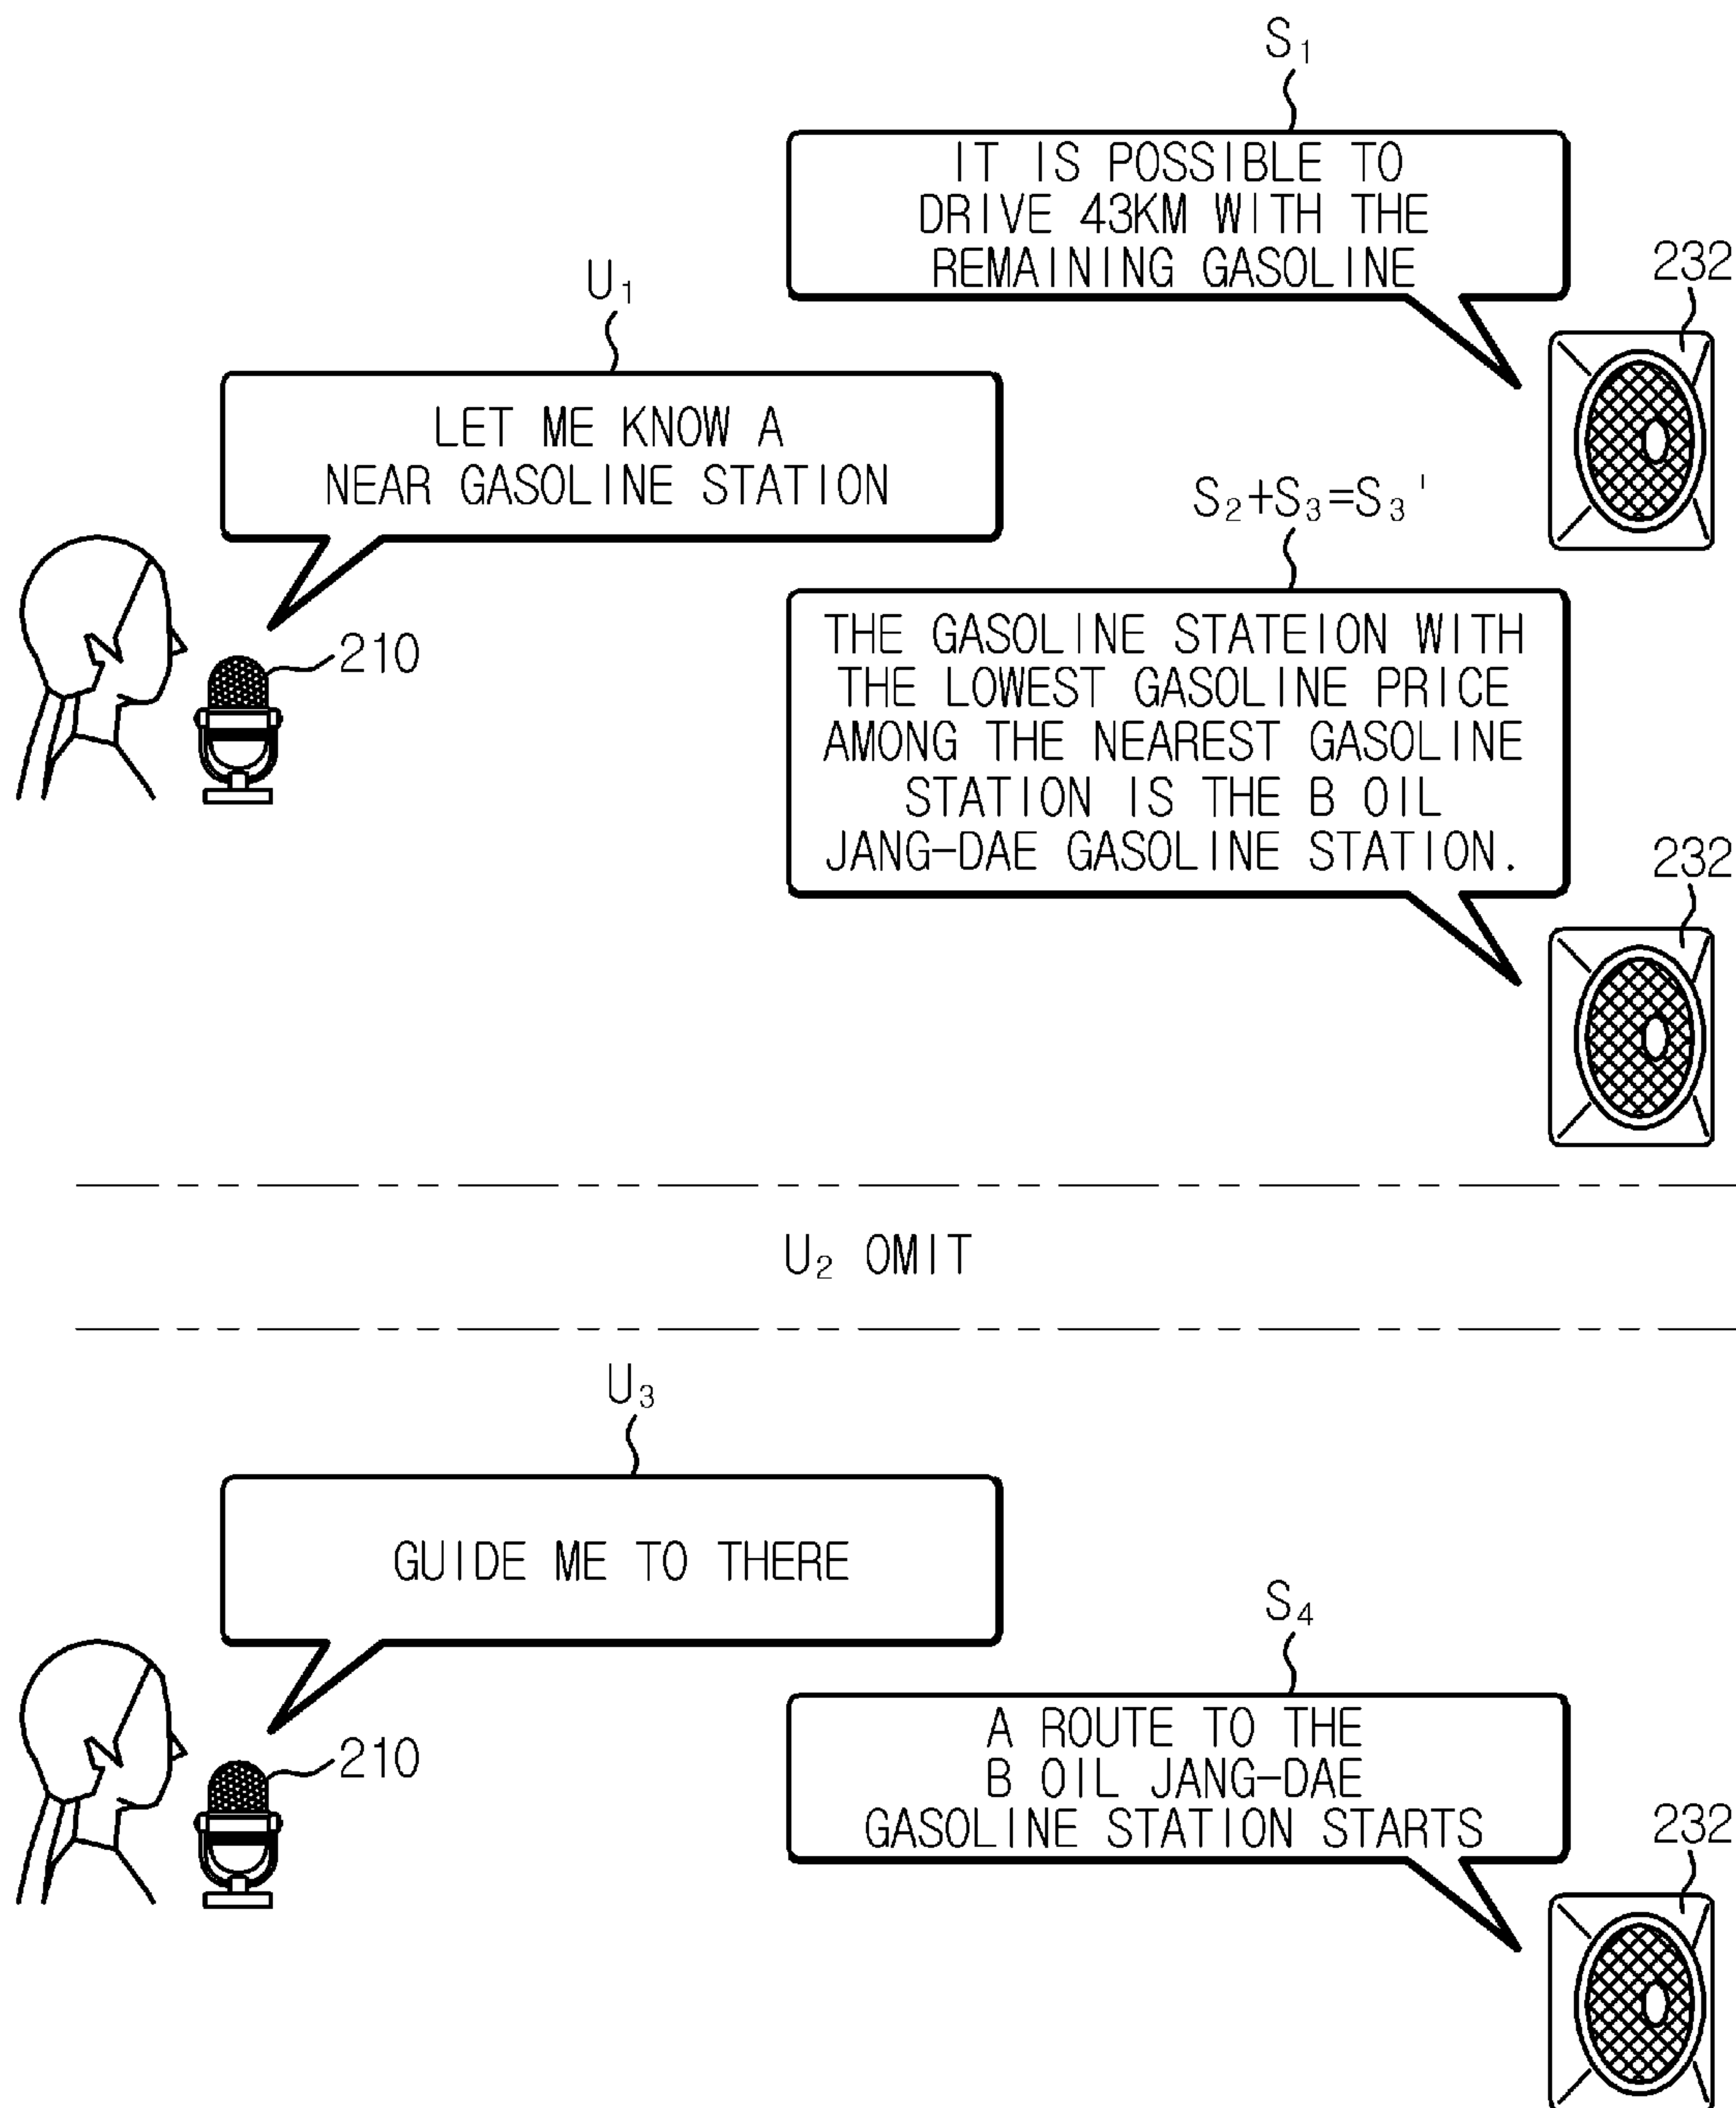 S₁
IT IS POSSIBLE TO
DRIVE 43KM WITH THE
REMAINING GASOLINE
232
U₁
LET ME KNOW A
NEAR GASOLINE STATION
210
S₂+S₃=S₃'
THE GASOLINE STATEION WITH
THE LOWEST GASOLINE PRICE
AMONG THE NEAREST GASOLINE
STATION IS THE B OIL
JANG-DAE GASOLINE STATION.
232
U₂ OMIT
U₃
GUIDE ME TO THERE
210
S₄
A ROUTE TO THE
B OIL JANG-DAE
GASOLINE STATION STARTS
232